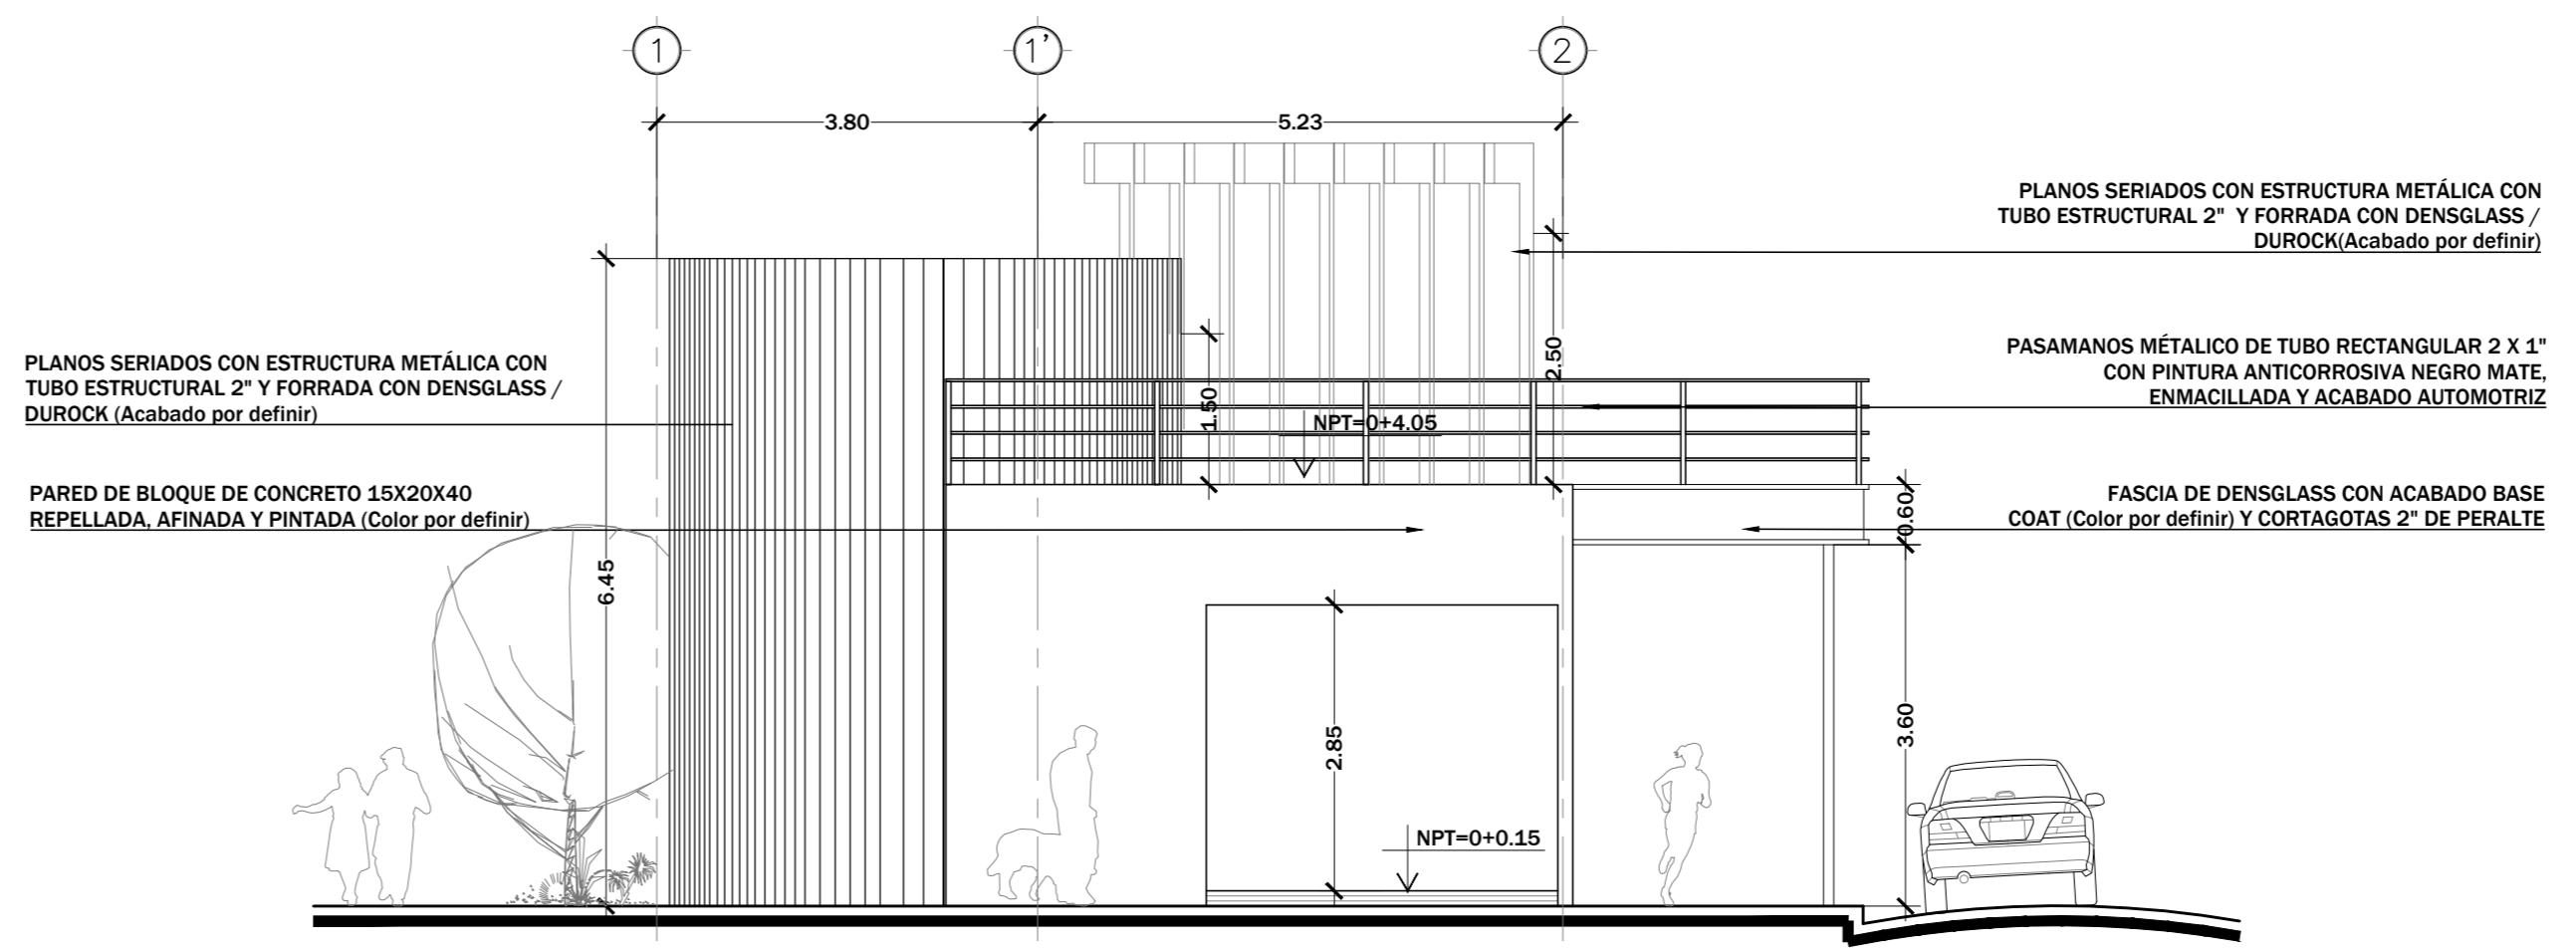 1
1’
2
3.80
5.23
PLANOS SERIADOS CON ESTRUCTURA METÁLICA CON
TUBO ESTRUCTURAL 2" Y FORRADA CON DENSGLASS /
DUROCK(Acabado por definir)
PASAMANOS MÉTALICO DE TUBO RECTANGULAR 2 X 1"
CON PINTURA ANTICORROSIVA NEGRO MATE,
ENMACILLADA Y ACABADO AUTOMOTRIZ
PLANOS SERIADOS CON ESTRUCTURA METÁLICA CON
TUBO ESTRUCTURAL 2" Y FORRADA CON DENSGLASS /
DUROCK (Acabado por definir)
2.50
1.50
NPT=0+4.05
PARED DE BLOQUE DE CONCRETO 15X20X40
REPELLADA, AFINADA Y PINTADA (Color por definir)
FASCIA DE DENSGLASS CON ACABADO BASE
COAT (Color por definir) Y CORTAGOTAS 2" DE PERALTE
0.60
6.45
2.85
3.60
NPT=0+0.15